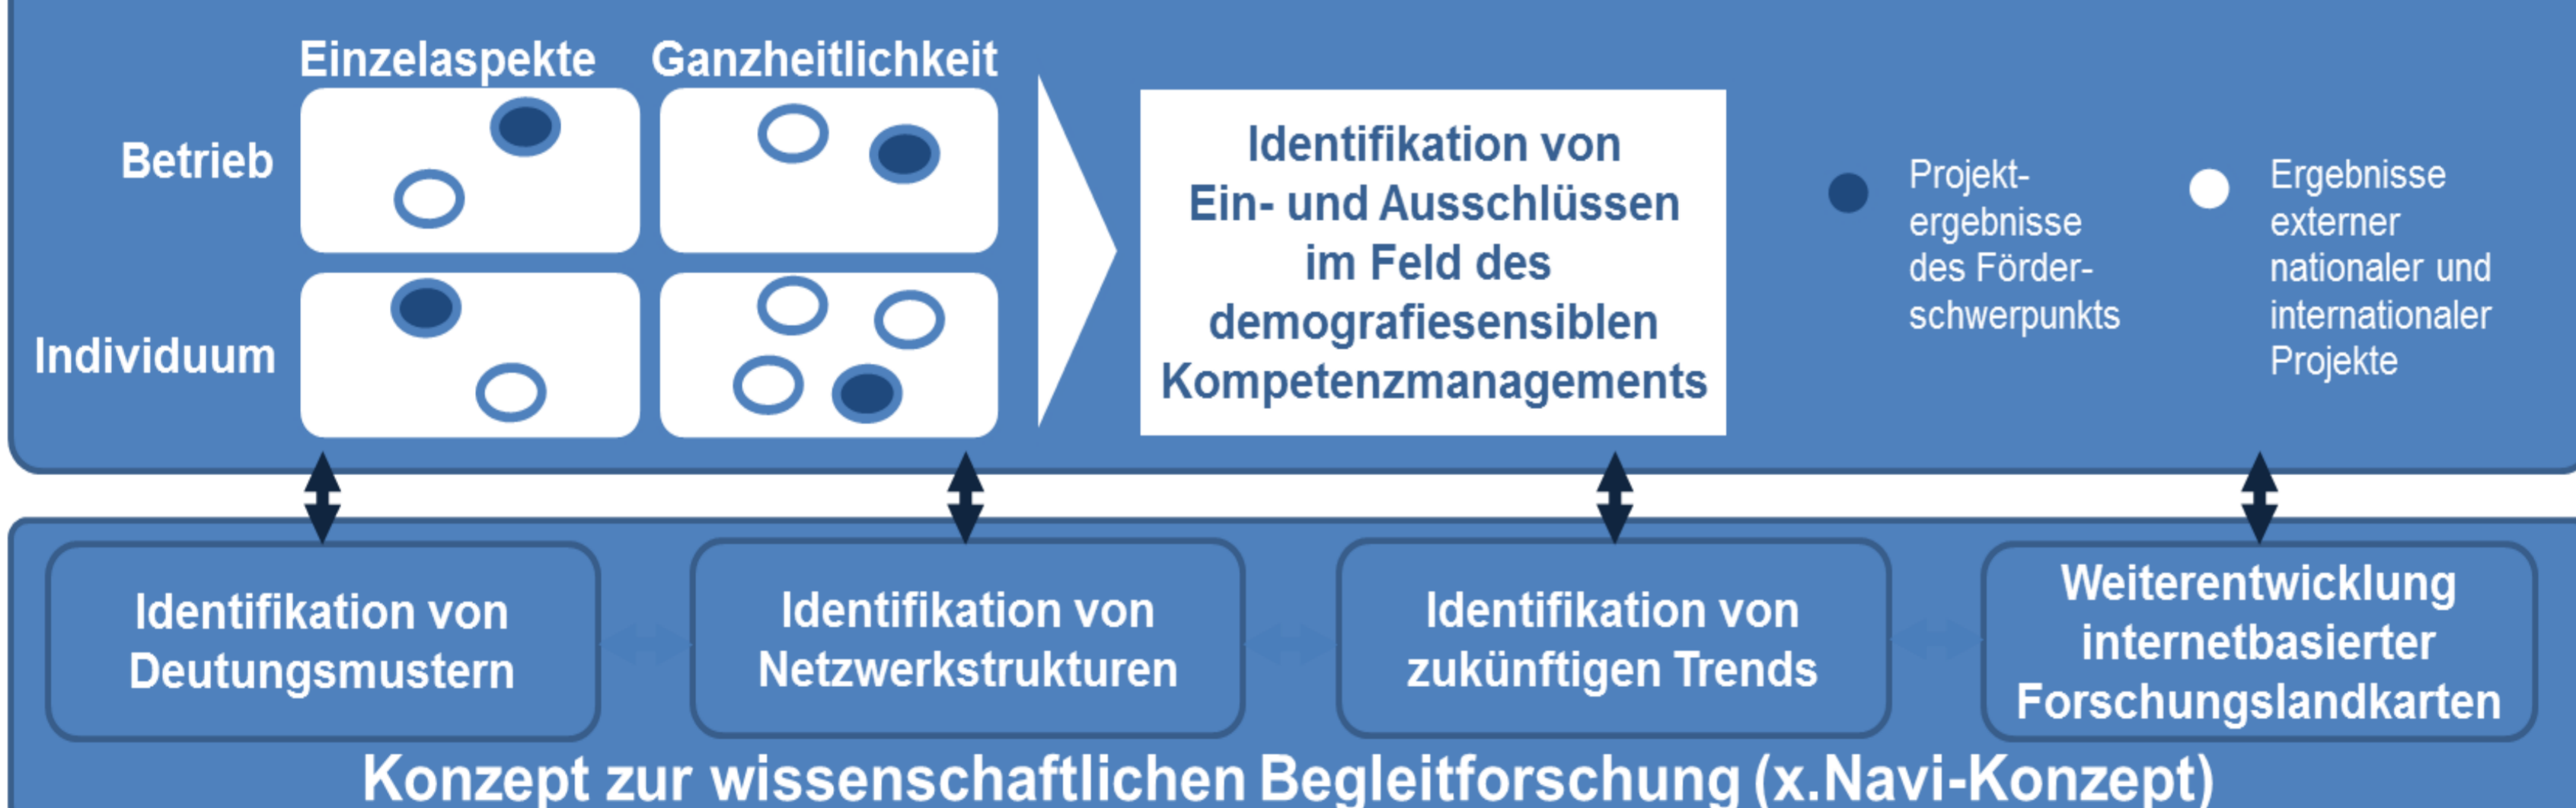 Einzelaspekte
Ganzheitlichkeit
Betrieb
Individuum
Identifikation von
Ein- und Ausschlüssen
im Feld des
demografiesensiblen
Kompetenzmanagements
Projekt-
ergebnisse
des Förder-
schwerpunkts
Ergebnisse
externer
nationaler und
internationaler
Projekte
Identifikation von
Deutungsmustern
Identifikation von
Netzwerkstrukturen
Identifikation von
zukünftigen Trends
Weiterentwicklung
internetbasierter
Forschungslandkarten
Konzept zur wissenschaftlichen Begleitforschung (x.Navi-Konzept)